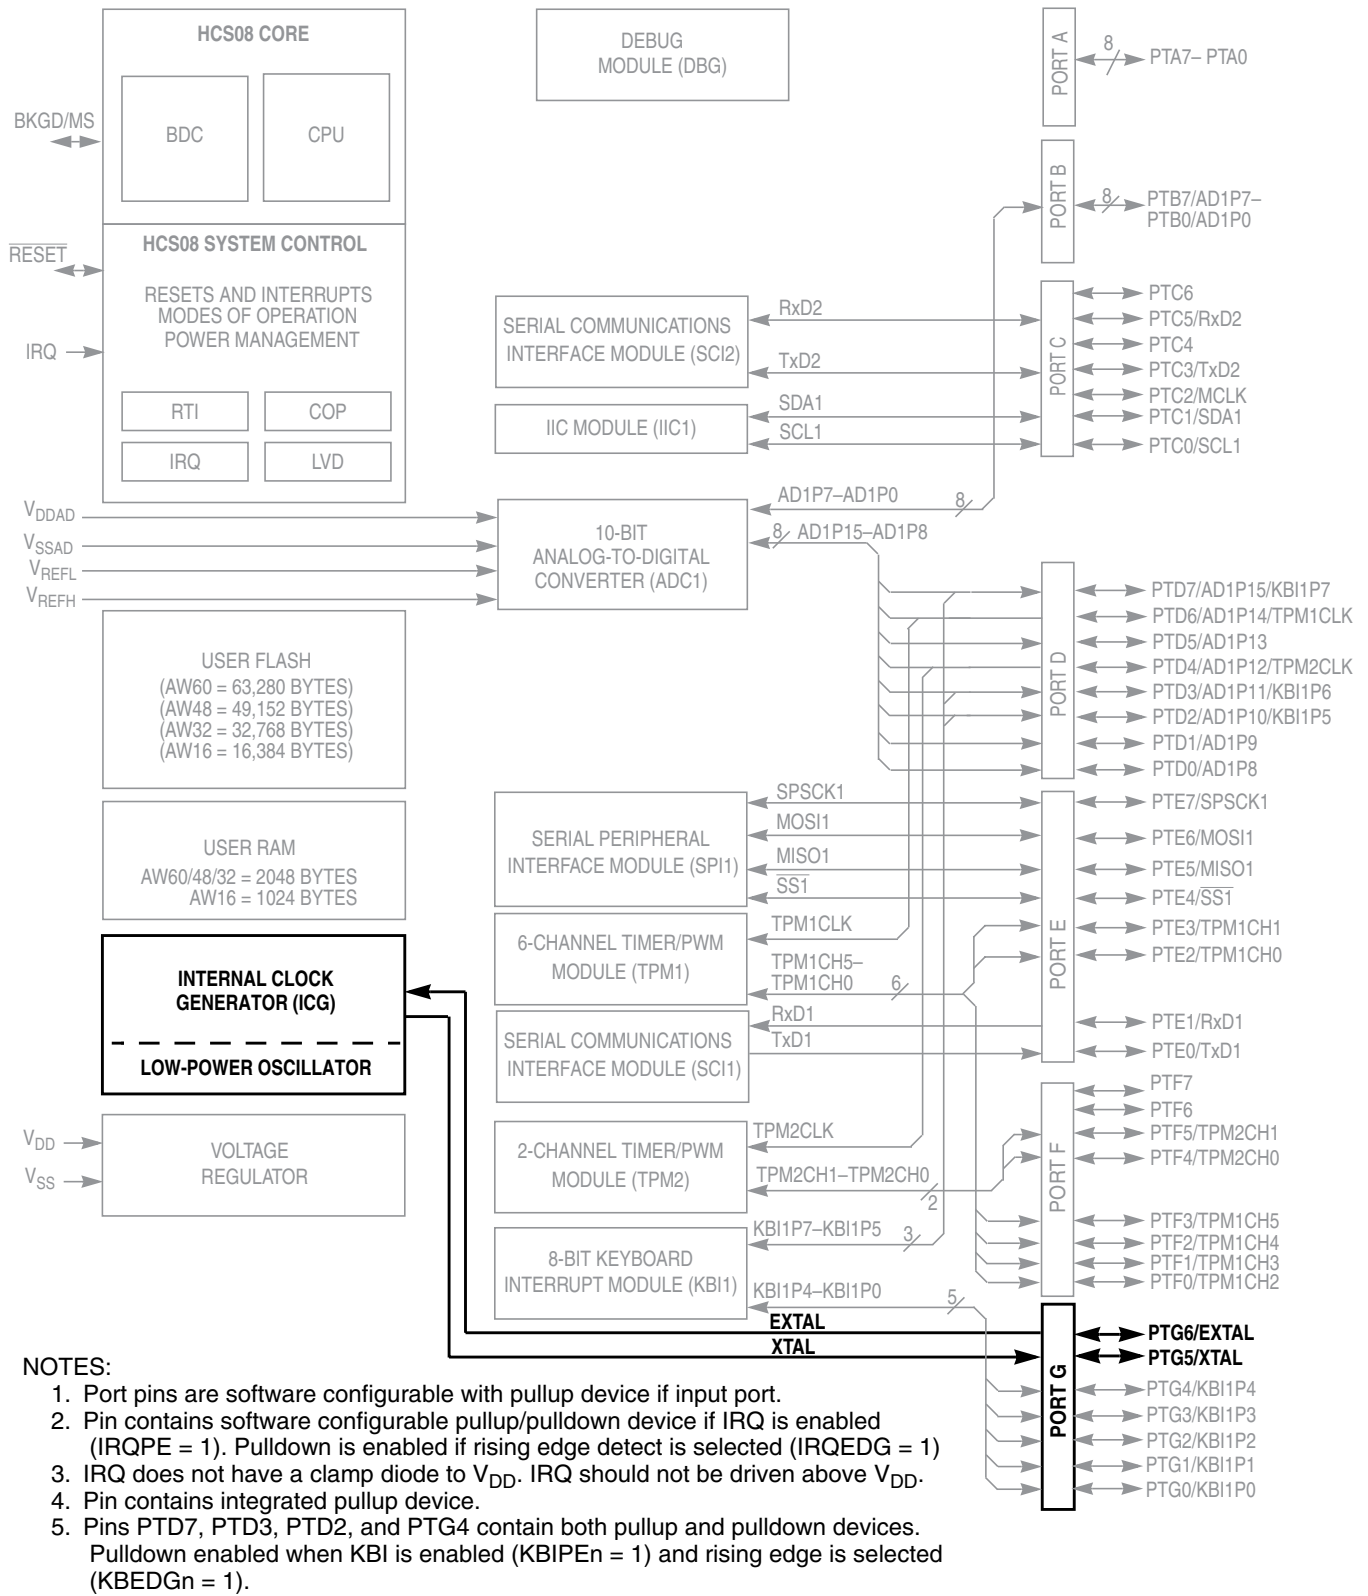 HCS08 CORE
BDC
CPU
BKGD/MS
HCS08 SYSTEM CONTROL
RESET
RESETS AND INTERRUPTS
MODES OF OPERATION
POWER MANAGEMENT
IRQ
RTI
COP
IRQ
LVD
VDDAD
VSSAD
VREFL
VREFH
USER FLASH
(AW60 = 63,280 BYTES)
(AW48 = 49,152 BYTES)
(AW32 = 32,768 BYTES)
(AW16 = 16,384 BYTES)
USER RAM
AW60/48/32 = 2048 BYTES
AW16 = 1024 BYTES
INTERNAL CLOCK
GENERATOR (ICG)
LOW-POWER OSCILLATOR
VDD
VSS
VOLTAGE
REGULATOR
DEBUG
MODULE (DBG)
SERIAL COMMUNICATIONS
INTERFACE MODULE (SCI2)
RxD2
TxD2
IIC MODULE (IIC1)
SDA1
SCL1
10-BIT
ANALOG-TO-DIGITAL
CONVERTER (ADC1)
AD1P7–AD1P0
8
8
AD1P15–AD1P8
SERIAL PERIPHERAL
INTERFACE MODULE (SPI1)
SPSCK1
MOSI1
MISO1
SS1
6-CHANNEL TIMER/PWM
MODULE (TPM1)
TPM1CLK
TPM1CH5–
TPM1CH0
6
SERIAL COMMUNICATIONS
INTERFACE MODULE (SCI1)
RxD1
TxD1
2-CHANNEL TIMER/PWM
MODULE (TPM2)
TPM2CLK
TPM2CH1–TPM2CH0
2
8-BIT KEYBOARD
INTERRUPT MODULE (KBI1)
KBI1P7–KBI1P5
3
KBI1P4–KBI1P0
5
EXTAL
XTAL
PORT A
8
PTA7– PTA0
PORT B
8
PTB7/AD1P7–
PTB0/AD1P0
PORT C
PTC6
PTC5/RxD2
PTC4
PTC3/TxD2
PTC2/MCLK
PTC1/SDA1
PTC0/SCL1
PORT D
PTD7/AD1P15/KBI1P7
PTD6/AD1P14/TPM1CLK
PTD5/AD1P13
PTD4/AD1P12/TPM2CLK
PTD3/AD1P11/KBI1P6
PTD2/AD1P10/KBI1P5
PTD1/AD1P9
PTD0/AD1P8
PORT E
PTE7/SPSCK1
PTE6/MOSI1
PTE5/MISO1
PTE4/SS1
PTE3/TPM1CH1
PTE2/TPM1CH0
PTE1/RxD1
PTE0/TxD1
PORT F
PTF7
PTF6
PTF5/TPM2CH1
PTF4/TPM2CH0
PTF3/TPM1CH5
PTF2/TPM1CH4
PTF1/TPM1CH3
PTF0/TPM1CH2
PORT G
PTG6/EXTAL
PTG5/XTAL
PTG4/KBI1P4
PTG3/KBI1P3
PTG2/KBI1P2
PTG1/KBI1P1
PTG0/KBI1P0
NOTES:
1. Port pins are software configurable with pullup device if input port.
2. Pin contains software configurable pullup/pulldown device if IRQ is enabled
(IRQPE = 1). Pulldown is enabled if rising edge detect is selected (IRQEDG = 1)
3. IRQ does not have a clamp diode to VDD. IRQ should not be driven above VDD.
4. Pin contains integrated pullup device.
5. Pins PTD7, PTD3, PTD2, and PTG4 contain both pullup and pulldown devices.
Pulldown enabled when KBI is enabled (KBIPEn = 1) and rising edge is selected
(KBEDGn = 1).